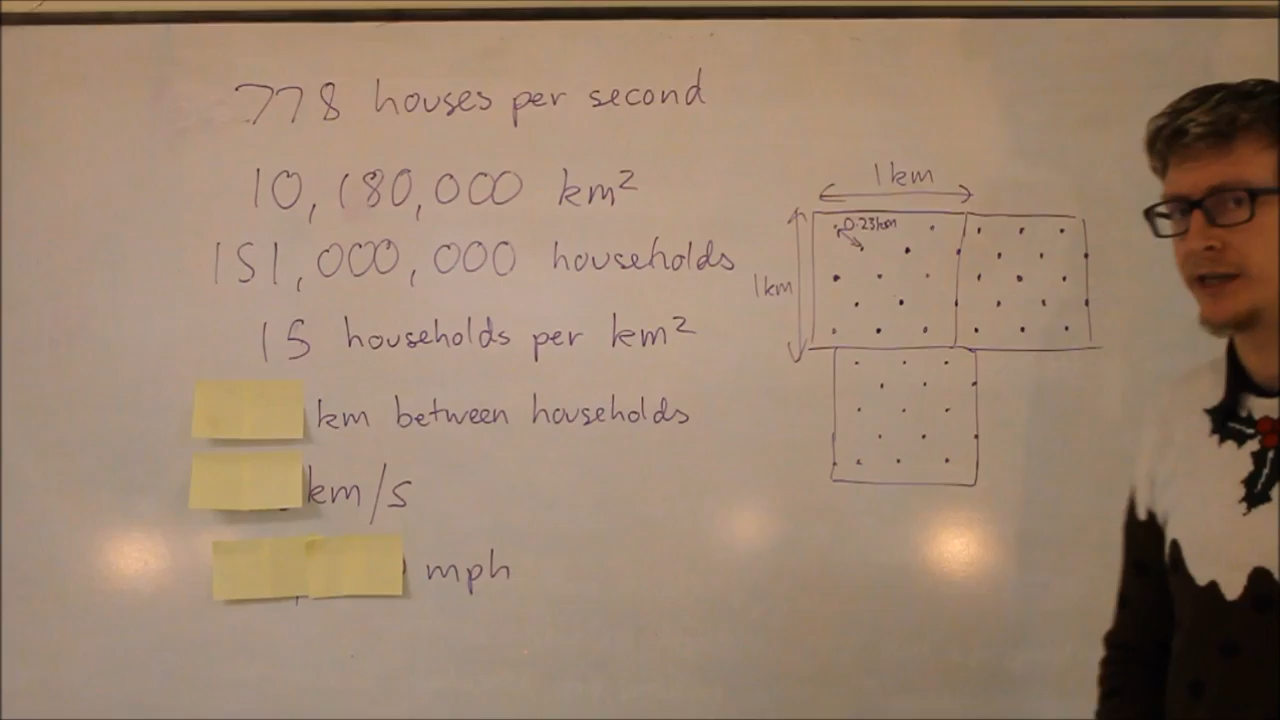 778 houses per second
10,180,000 km²
151,000,000 households
15 households per km²
km between households
km/s
mph
1km
0.23km
1km